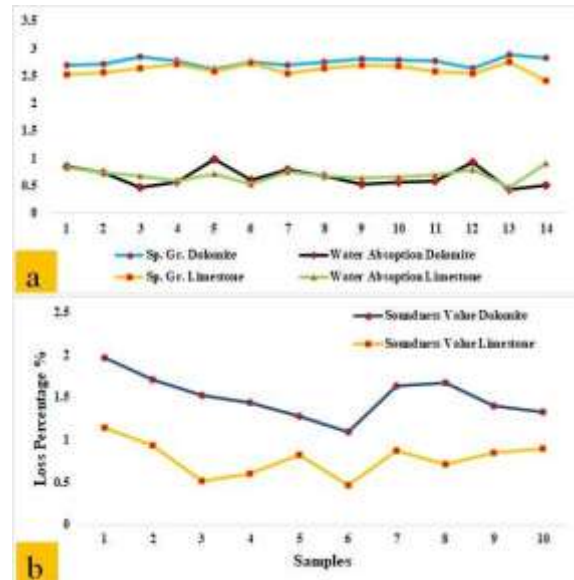 3.5
3
2.5
2
1.5
1
0.5
0
1 2 3 4 5 6 7 8 9 10 11 12 13 14
Sp. Gr. Dolomite Water Absoption Dolomite
Sp. Gr. Limestone Water Absoption Limestone
a
2.5
2
1.5
1
0.5
0
Loss Percentage %
Soundness Value Dolomite
Soundness Value Limestone
1 2 3 4 5 6 7 8 9 10
Samples
b